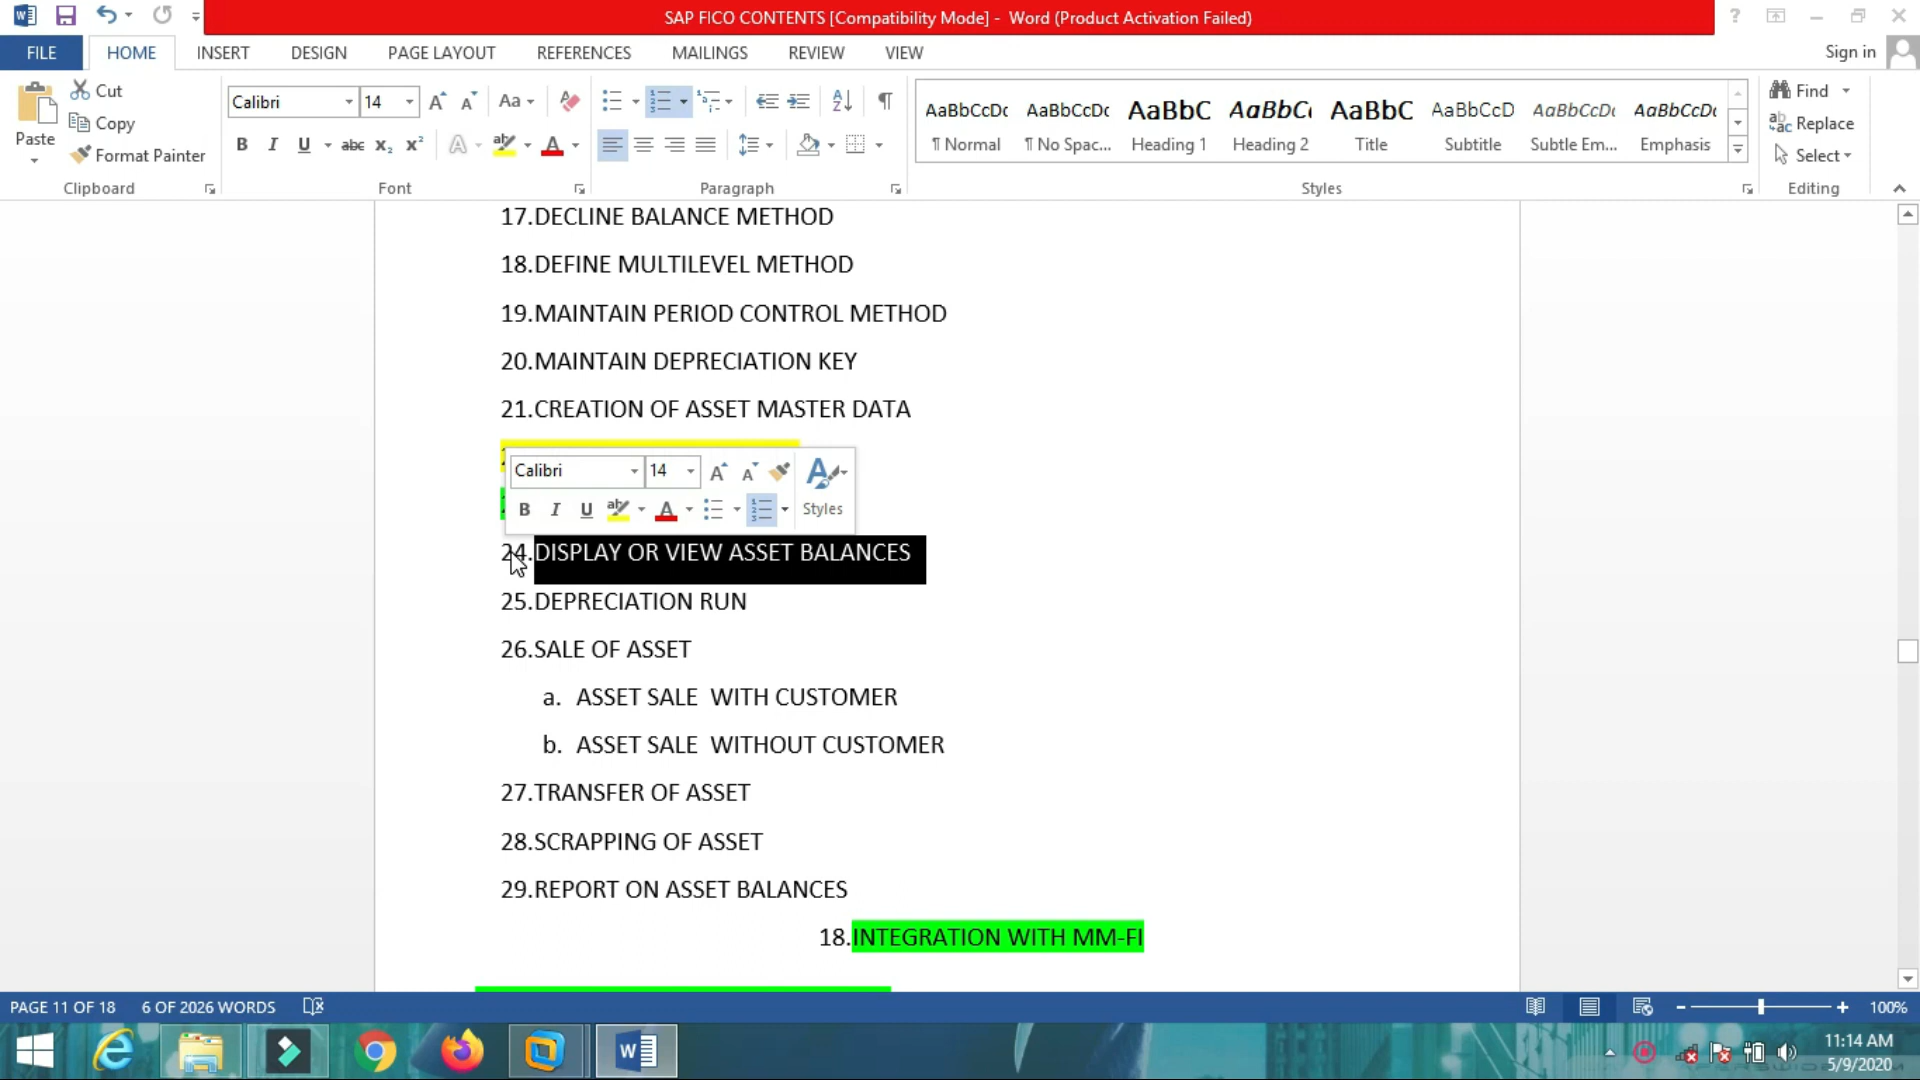 SAP FICO CONTENTS [Compatibility Mode] - Word (Product Activation Failed)
FILE HOME INSERT DESIGN PAGE LAYOUT REFERENCES MAILINGS REVIEW VIEW Sign in
Paste
Cut
Copy
Format Painter
Clipboard
Calibri 14
Font
Paragraph
AaBbCcDc AaBbCcDc AaBbC AaBbCc AaBbC AaBbCcD AaBbCcDc AaBbCcDc
¶ Normal ¶ No Spac... Heading 1 Heading 2 Title Subtitle Subtle Em... Emphasis
Styles
Find
Replace
Select
Editing
17.DECLINE BALANCE METHOD
18.DEFINE MULTILEVEL METHOD
19.MAINTAIN PERIOD CONTROL METHOD
20.MAINTAIN DEPRECIATION KEY
21.CREATION OF ASSET MASTER DATA
Calibri 14
B I U Styles
24.DISPLAY OR VIEW ASSET BALANCES
25.DEPRECIATION RUN
26.SALE OF ASSET
a. ASSET SALE WITH CUSTOMER
b. ASSET SALE WITHOUT CUSTOMER
27.TRANSFER OF ASSET
28.SCRAPPING OF ASSET
29.REPORT ON ASSET BALANCES
18.INTEGRATION WITH MM-FI
PAGE 11 OF 18 6 OF 2026 WORDS 100%
11:14 AM
5/9/2020